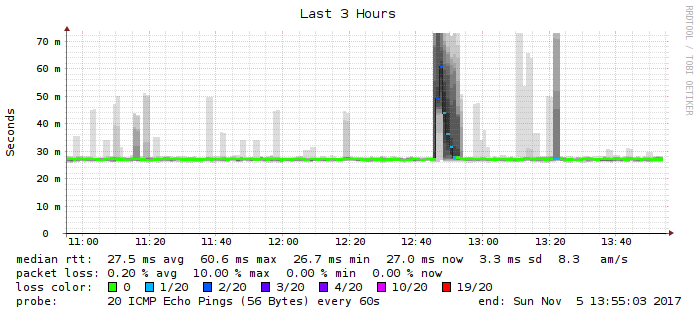 Last 3 Hours
RRDTOOL / TOBI OETIKER
Seconds
70 m
60 m
50 m
40 m
30 m
20 m
10 m
0
11:00 11:20 11:40 12:00 12:20 12:40 13:00 13:20 13:40
median rtt: 27.5 ms avg 60.6 ms max 26.7 ms min 27.0 ms now 3.3 ms sd 8.3 am/s
packet loss: 0.20 % avg 10.00 % max 0.00 % min 0.00 % now
loss color: 0 1/20 2/20 3/20 4/20 10/20 19/20
probe: 20 ICMP Echo Pings (56 Bytes) every 60s end: Sun Nov 5 13:55:03 2017